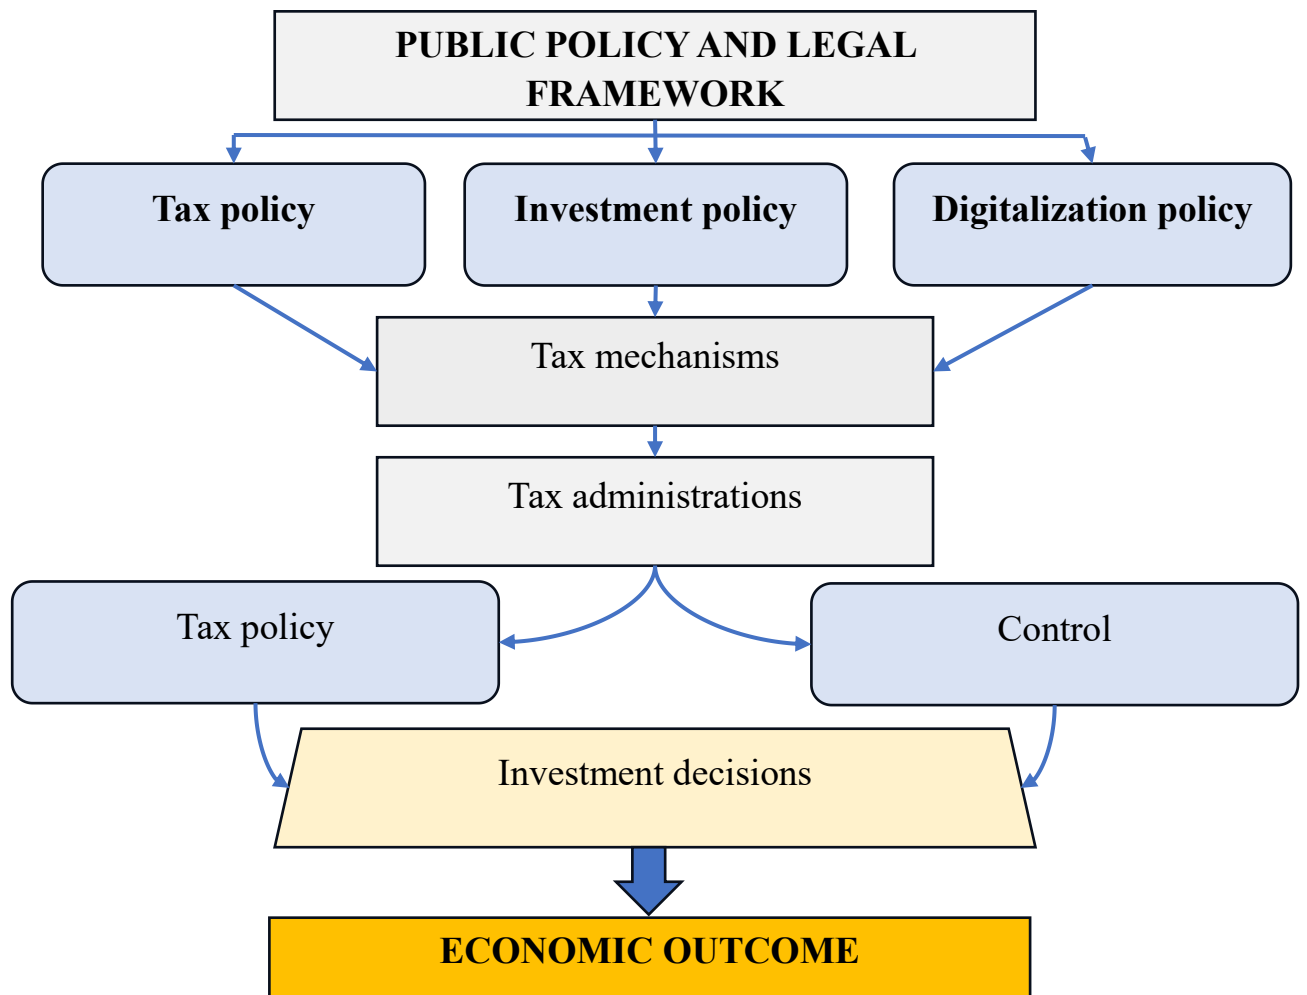 PUBLIC POLICY AND LEGAL
FRAMEWORK
Tax policy
Investment policy
Digitalization policy
Tax mechanisms
Tax administrations
Tax policy
Control
Investment decisions
ECONOMIC OUTCOME